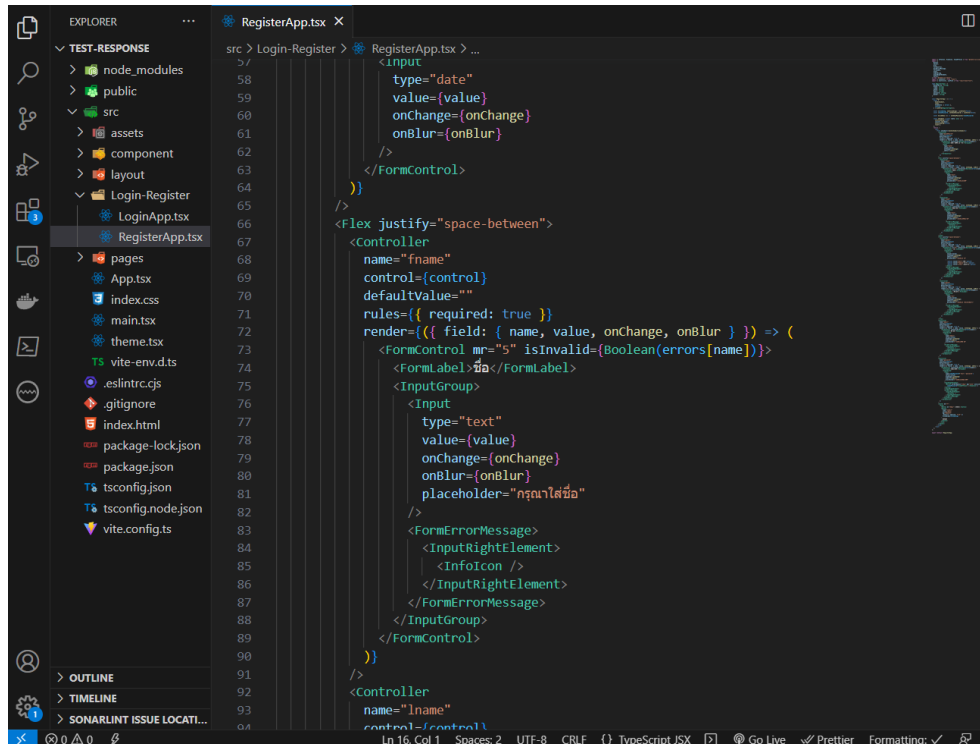 EXPLORER
RegisterApp.tsx
TEST-RESPONSE
node_modules
public
src
assets
component
layout
Login-Register
LoginApp.tsx
RegisterApp.tsx
pages
App.tsx
index.css
main.tsx
theme.tsx
TS vite-env.d.ts
.eslintrc.cjs
.gitignore
index.html
package-lock.json
package.json
tsconfig.json
tsconfig.node.json
vite.config.ts
OUTLINE
TIMELINE
SONARLINT ISSUE LOCATI...
3
1
src > Login-Register > RegisterApp.tsx > ...
57 <Input
58 type="date"
59 value={value}
60 onChange={onChange}
61 onBlur={onBlur}
62 />
63 </FormControl>
64 )}
65 />
66 <Flex justify="space-between">
67 <Controller
68 name="fname"
69 control={control}
70 defaultValue=""
71 rules={{ required: true }}
72 render={({ field: { name, value, onChange, onBlur } }) => (
73 <FormControl mr="5" isInvalid={Boolean(errors[name])}>
74 <FormLabel>ชื่อ</FormLabel>
75 <InputGroup>
76 <Input
77 type="text"
78 value={value}
79 onChange={onChange}
80 onBlur={onBlur}
81 placeholder="กรุณาใส่ชื่อ"
82 />
83 <FormErrorMessage>
84 <InputRightElement>
85 <InfoIcon />
86 </InputRightElement>
87 </FormErrorMessage>
88 </InputGroup>
89 </FormControl>
90 )}
91 />
92 <Controller
93 name="lname"
94 control={control}
0 0 Ln 16, Col 1 Spaces: 2 UTF-8 CRLF {} TypeScript JSX Go Live Prettier Formatting: ✓